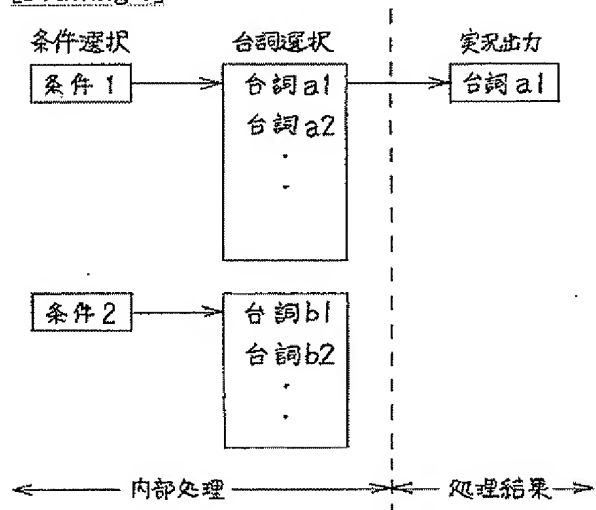 条件選択 台詞選択 実況出力
条件1 台詞a1 台詞a1
台詞a2
・
・
条件2 台詞b1
台詞b2
・
・
内部処理 処理結果